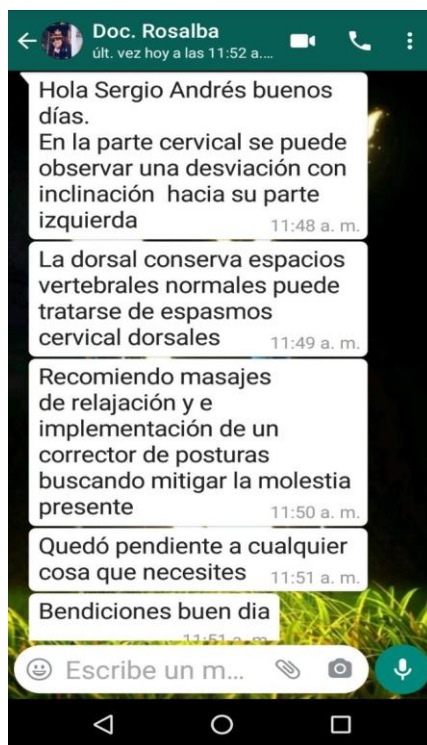 Doc. Rosalba
últ. vez hoy a las 11:52 a....
Hola Sergio Andrés buenos
días.
En la parte cervical se puede
observar una desviación con
inclinación hacia su parte
izquierda
11:48 a. m.
La dorsal conserva espacios
vertebrales normales puede
tratarse de espasmos
cervical dorsales
11:49 a. m.
Recomiendo masajes
de relajación y e
implementación de un
corrector de posturas
buscando mitigar la molestia
presente
11:50 a. m.
Quedó pendiente a cualquier
cosa que necesites
11:51 a. m.
Bendiciones buen dia
11:51 a. m.
Escribe un m...